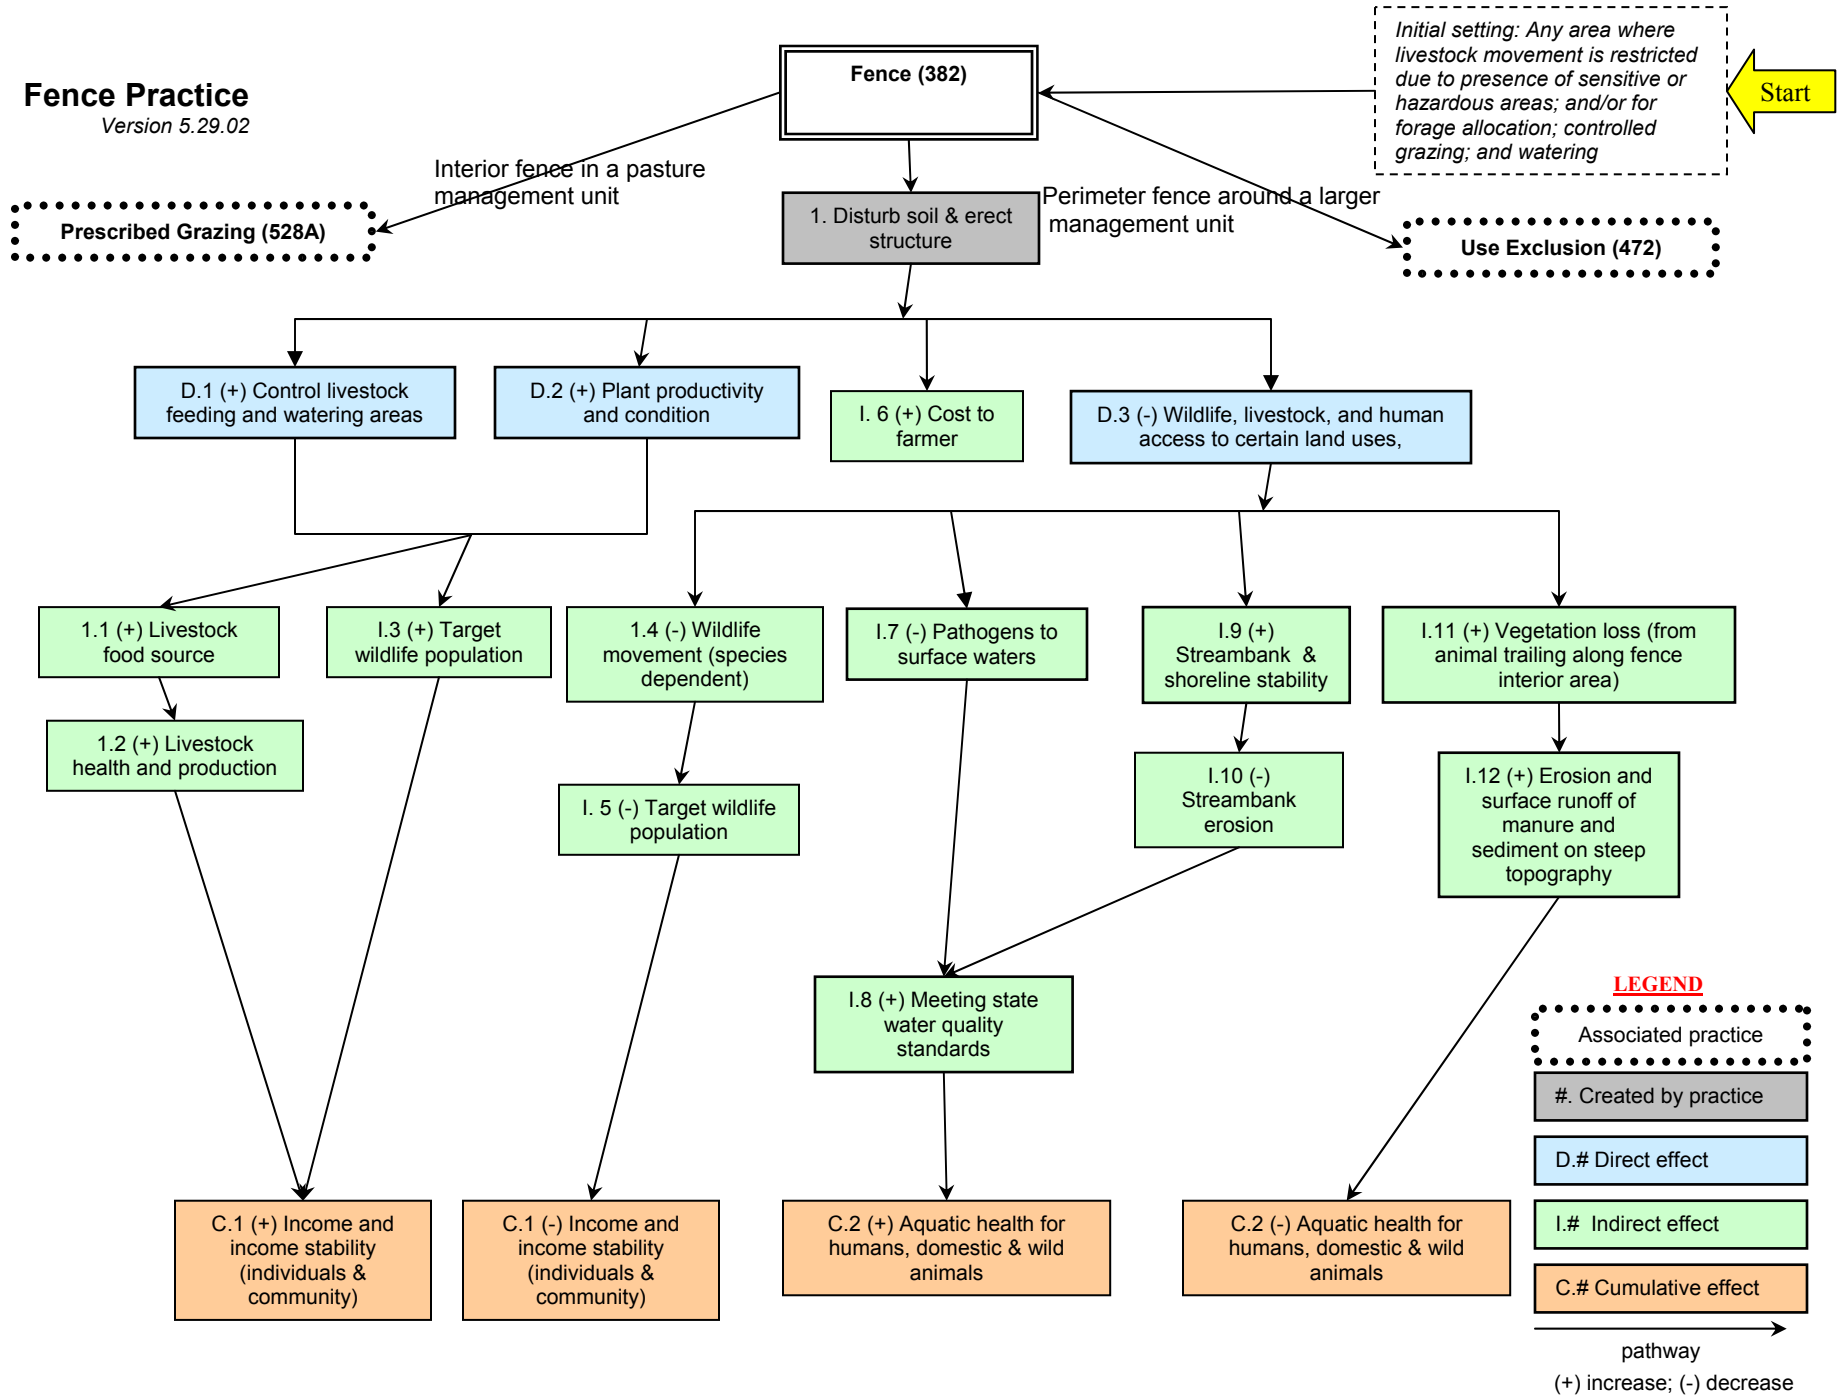 Fence Practice
Version 5.29.02
Fence (382)
Initial setting: Any area where
livestock movement is restricted
due to presence of sensitive or
hazardous areas; and/or for
forage allocation; controlled
grazing; and watering
Start
Interior fence in a pasture
management unit
Perimeter fence around a larger
management unit
Prescribed Grazing (528A)
1. Disturb soil & erect
structure
Use Exclusion (472)
D.1 (+) Control livestock
feeding and watering areas
D.2 (+) Plant productivity
and condition
I. 6 (+) Cost to
farmer
D.3 (-) Wildlife, livestock, and human
access to certain land uses,
1.1 (+) Livestock
food source
I.3 (+) Target
wildlife population
1.4 (-) Wildlife
movement (species
dependent)
I.7 (-) Pathogens to
surface waters
I.9 (+)
Streambank &
shoreline stability
I.11 (+) Vegetation loss (from
animal trailing along fence
interior area)
1.2 (+) Livestock
health and production
I. 5 (-) Target wildlife
population
I.10 (-)
Streambank
erosion
I.12 (+) Erosion and
surface runoff of
manure and
sediment on steep
topography
I.8 (+) Meeting state
water quality
standards
C.1 (+) Income and
income stability
(individuals &
community)
C.1 (-) Income and
income stability
(individuals &
community)
C.2 (+) Aquatic health for
humans, domestic & wild
animals
C.2 (-) Aquatic health for
humans, domestic & wild
animals
LEGEND
Associated practice
#. Created by practice
D.# Direct effect
I.# Indirect effect
C.# Cumulative effect
pathway
(+) increase; (-) decrease